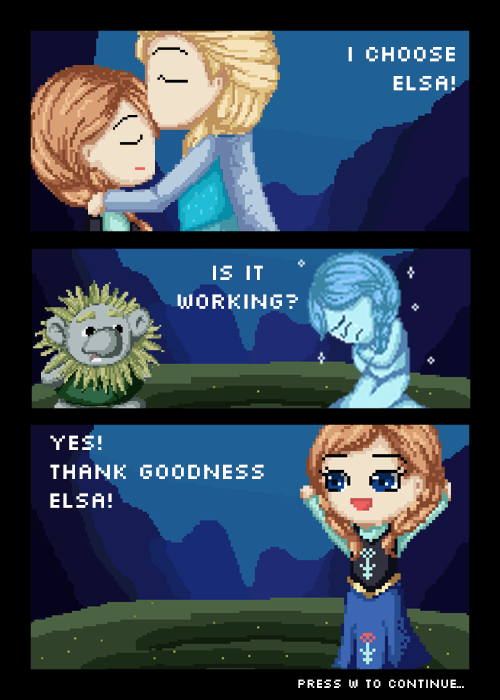 I CHOOSE
ELSA!
IS IT
WORKING?
YES!
THANK GOODNESS
ELSA!
PRESS W TO CONTINUE...